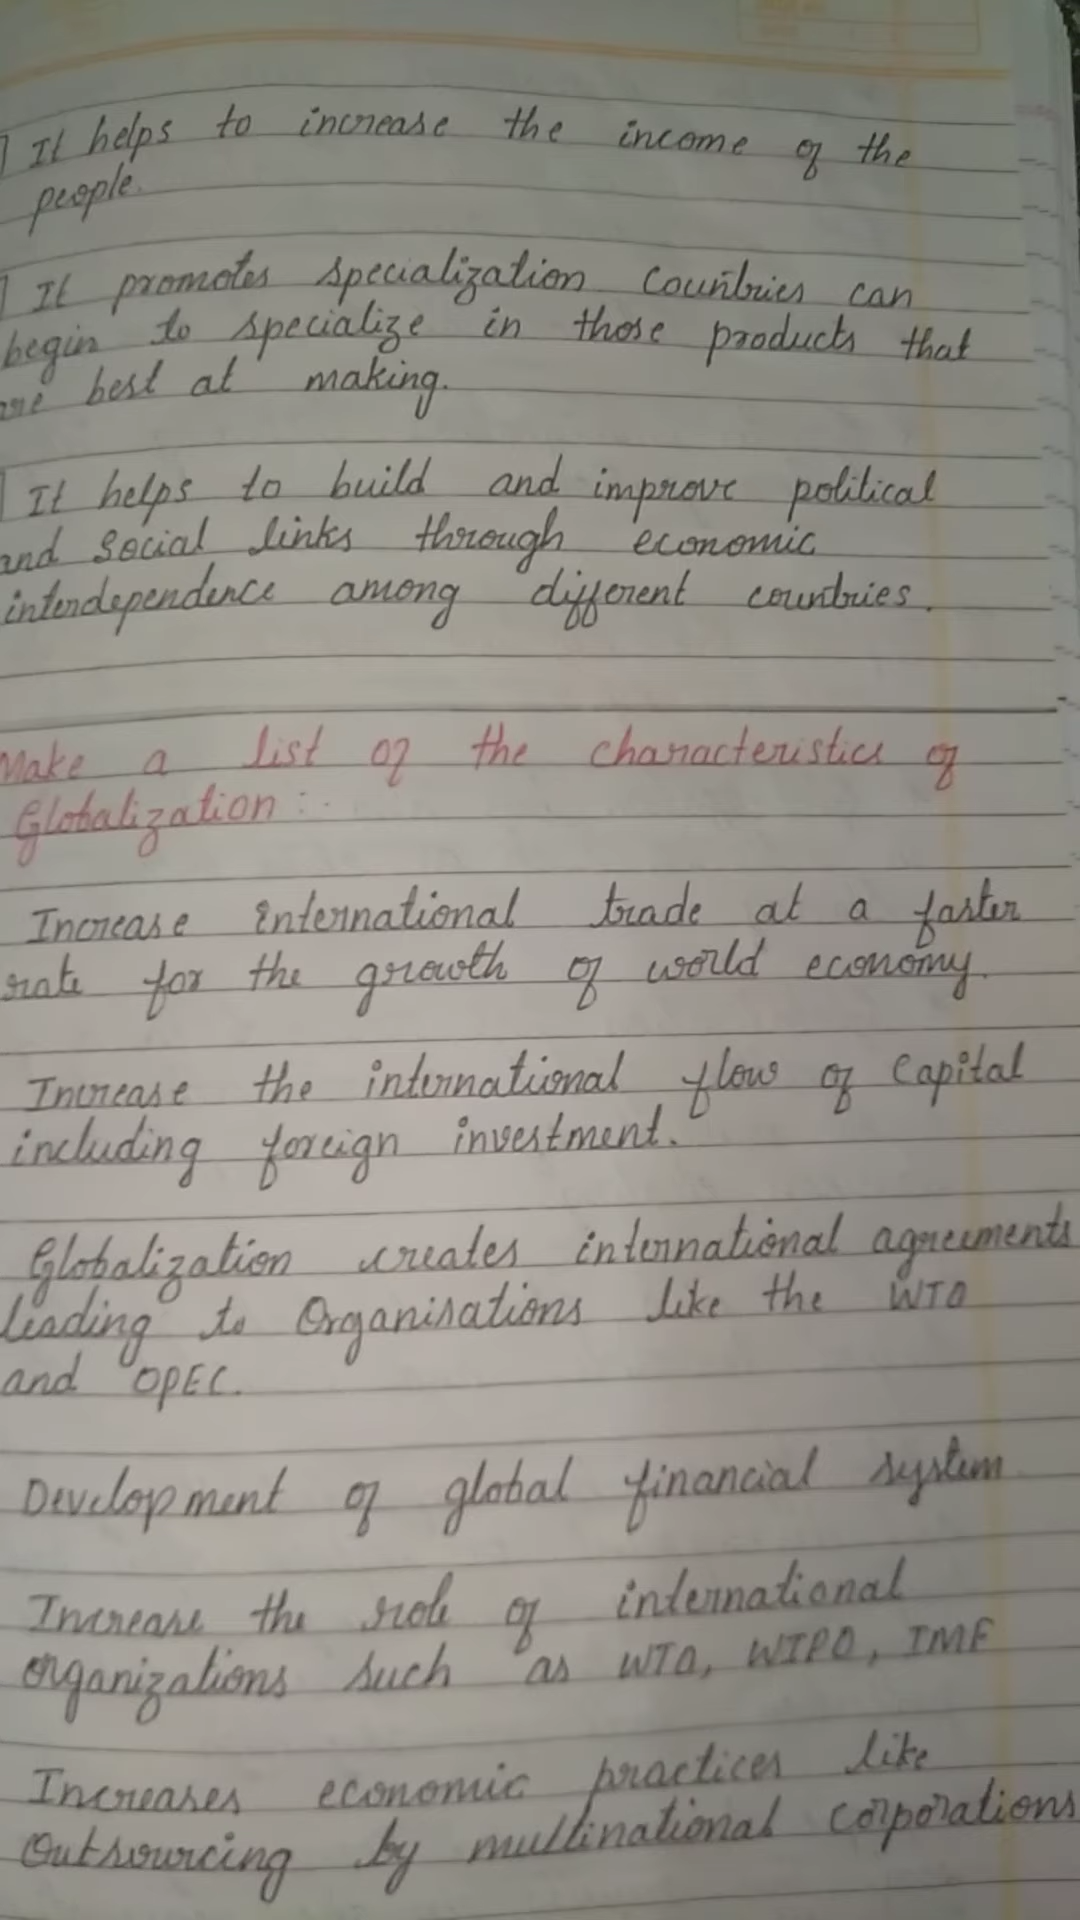 It helps to increase the income of the
people.
It promotes specialization countries can
begin to specialize in those products that
are best at making.
It helps to build and improve political
and social links through economic
interdependence among different countries.
Make a list of the characteristics of
Globalization :-
Increase international trade at a faster
rate for the growth of world economy.
Increase the international flow of Capital
including foreign investment.
Globalization creates international agreements
leading to Organisations like the WTO
and OPEC.
Development of global financial system
Increase the role of international
organizations such as WTO, WIPO, IMF
Increases economic practices like
Outsourcing by multinational corporations